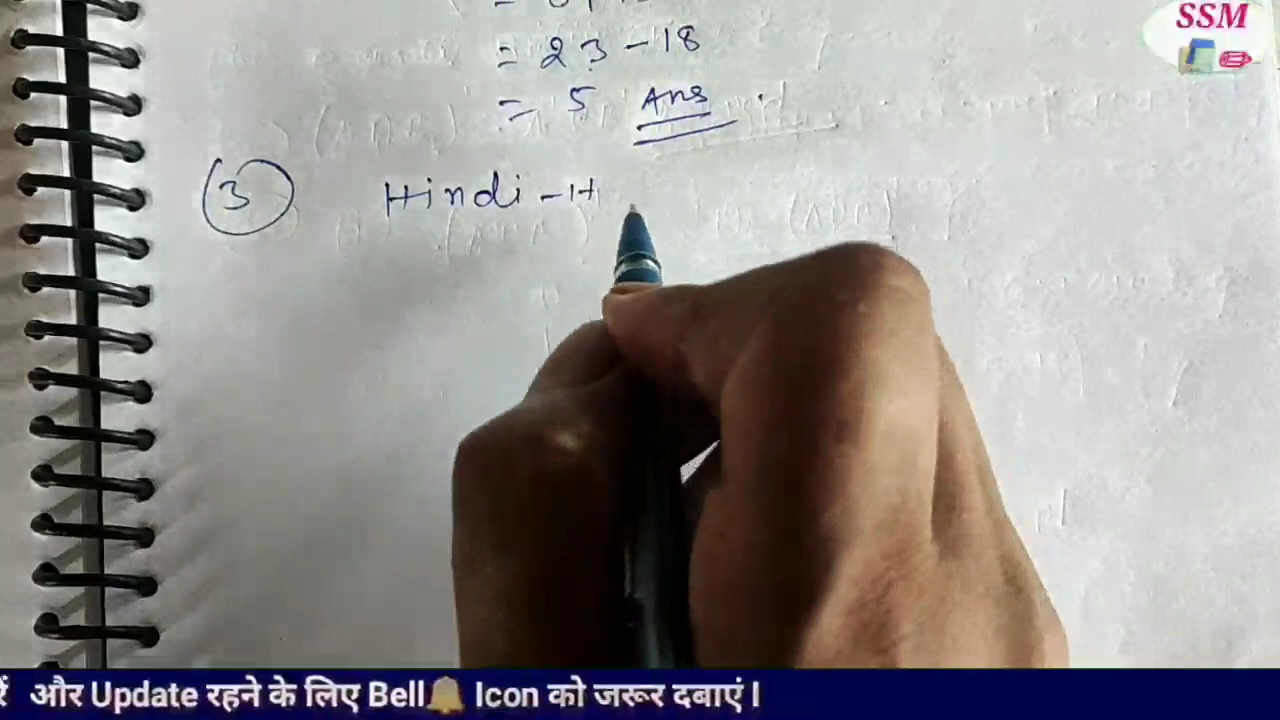 SSM
= 23 - 18
= 5 Ans
3 Hindi - H
और Update रहने के लिए Bell🔔 Icon को जरूर दबाएं I